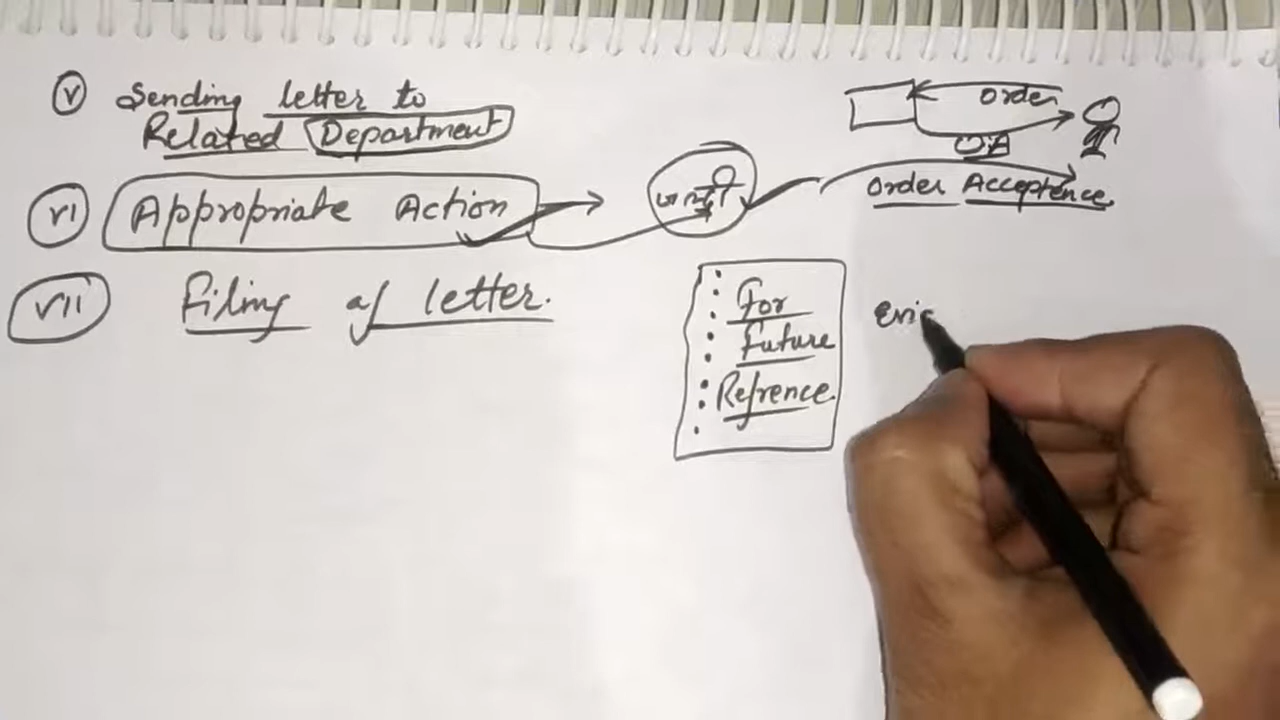 v Sending letter to
Related Department
Order
OA
Order Acceptence
vi Appropriate Action
vii Filing of letter.
For
Future
Refrence.